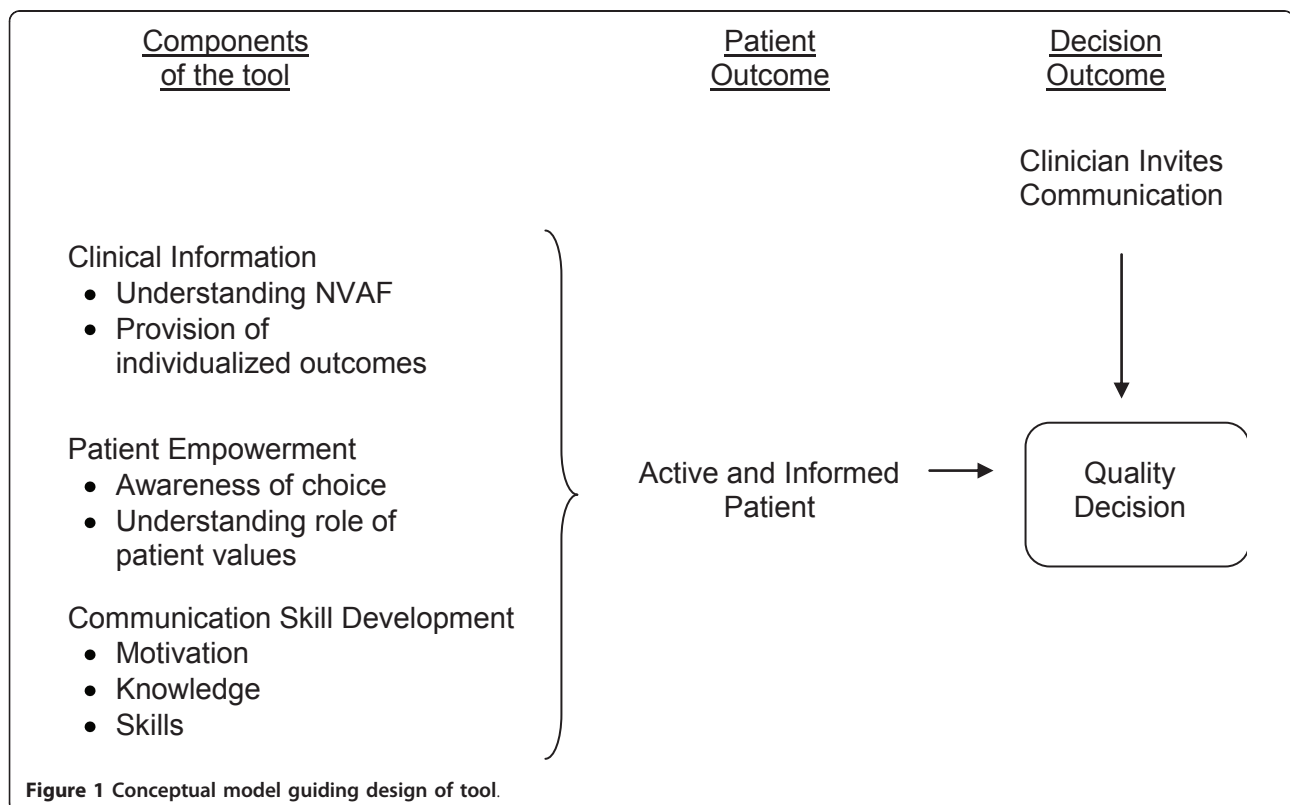 Components
of the tool
Patient
Outcome
Decision
Outcome
Clinician Invites
Communication
Clinical Information
• Understanding NVAF
• Provision of
individualized outcomes
Patient Empowerment
• Awareness of choice
• Understanding role of
patient values
Communication Skill Development
• Motivation
• Knowledge
• Skills
Active and Informed
Patient
Quality
Decision
Figure 1 Conceptual model guiding design of tool.